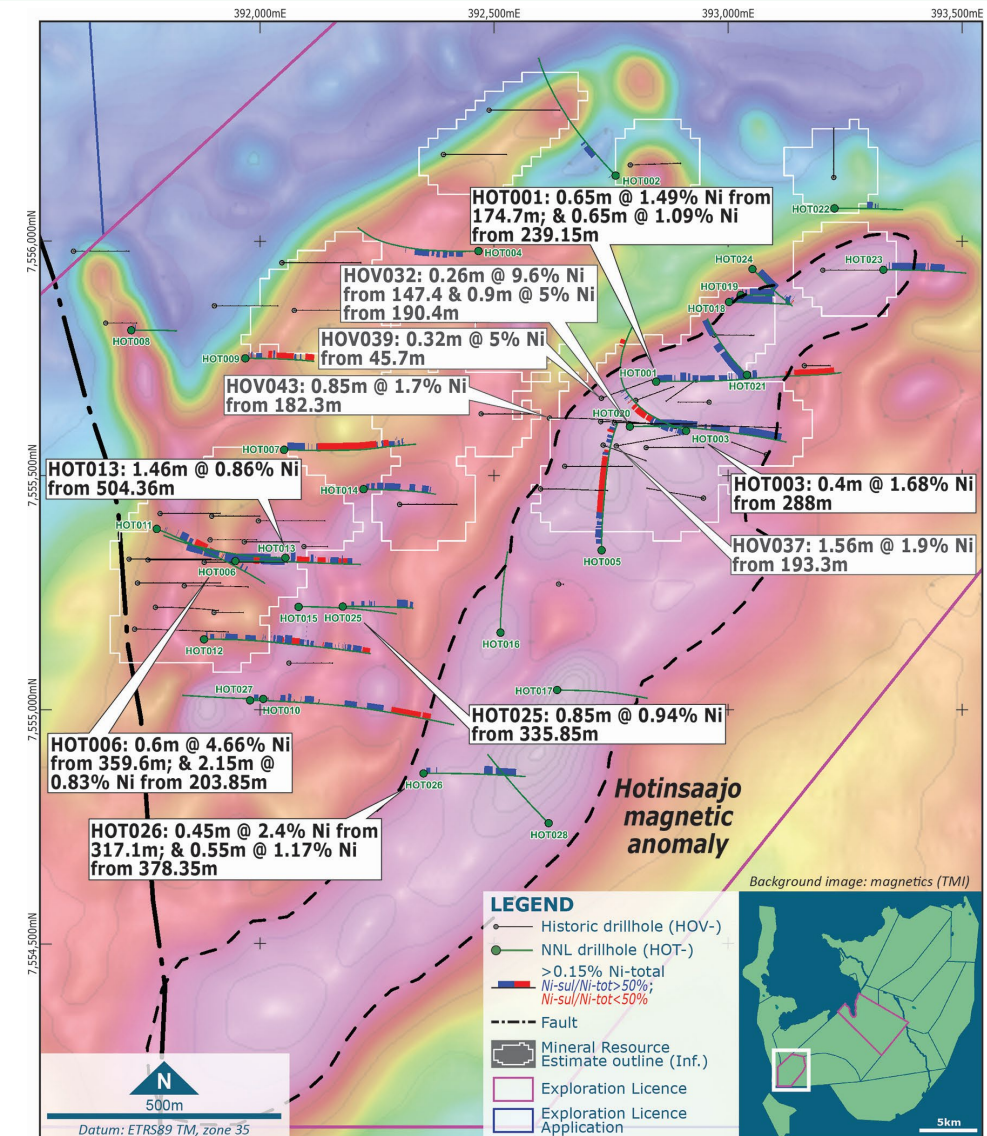 392,000mE
392,500mE
393,000mE
393,500mE
7,556,000mN
7,555,500mN
7,555,000mN
7,554,500mN
HOT002
HOT001: 0.65m @ 1.49% Ni from
174.7m; & 0.65m @ 1.09% Ni
from 239.15m
HOT022
HOT004
HOT024
HOT023
HOV032: 0.26m @ 9.6% Ni
from 147.4 & 0.9m @ 5% Ni
from 190.4m
HOT019
HOT018
HOT008
HOV039: 0.32m @ 5% Ni
from 45.7m
HOT009
HOT001
HOT021
HOV043: 0.85m @ 1.7% Ni
from 182.3m
HOT020
HOT003
HOT007
HOT013: 1.46m @ 0.86% Ni
from 504.36m
HOT014
HOT003: 0.4m @ 1.68% Ni
from 288m
HOT011
HOT013
HOT006
HOT005
HOV037: 1.56m @ 1.9% Ni
from 193.3m
HOT015
HOT025
HOT012
HOT016
HOT027
HOT010
HOT017
HOT025: 0.85m @ 0.94% Ni
from 335.85m
HOT006: 0.6m @ 4.66% Ni
from 359.6m; & 2.15m @
0.83% Ni from 203.85m
HOT026
HOT028
Hotinsaajo
magnetic
anomaly
HOT026: 0.45m @ 2.4% Ni from
317.1m; & 0.55m @ 1.17% Ni
from 378.35m
Background image: magnetics (TMI)
LEGEND
Historic drillhole (HOV-)
NNL drillhole (HOT-)
>0.15% Ni-total
Ni-sul/Ni-tot>50%;
Ni-sul/Ni-tot<50%
Fault
Mineral Resource
Estimate outline (Inf.)
Exploration Licence
Exploration Licence
Application
N
500m
Datum: ETRS89 TM, zone 35
5km